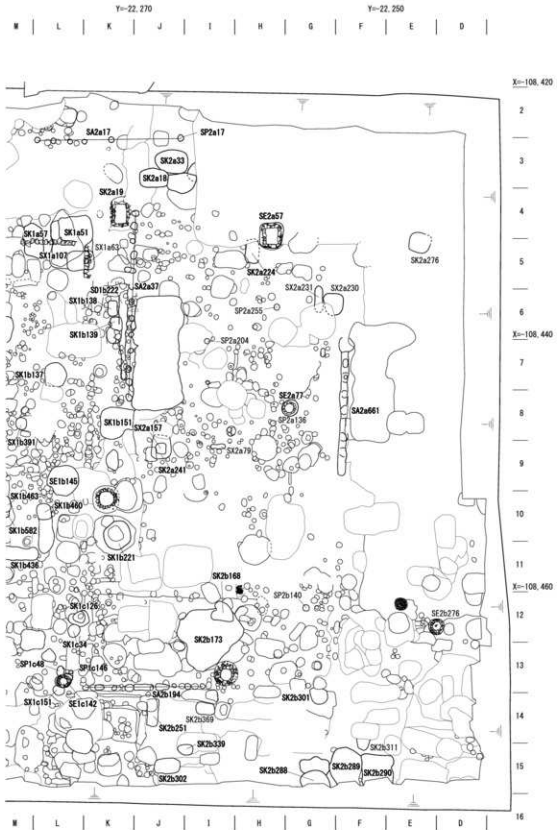 Y=-22,270 Y=-22,250
M L K J I H G F E D
X=-108,420
2
SA2a17 SP2a17
3
SK2a33
SK2a18
SK2a19
4
SE2a57
SK1a57 SK1a51
SX1a63
SK2a276
5
SX1a107
SK2a224
SD1b222 SA2a37
SX2a231 SX2a230
SX1b138
SP2a255
6
SK1b139
SP2a204
X=-108,440
7
SK1b137
SE2a77
SA2a661
8
SK1b151 SX2a157
SP2a136
SX1b391
SX2a79
SK2a241
9
SE1b145
SK1b463
SK1b460
10
SK1b582
SK1b221
11
SK1b436
SK2b168
X=-108,460
SP2b140
SK1c126
SE2b276
12
SK1c34
SK2b173
SP1c48 SP1c146
13
SA2b194
SK2b301
SX1c151 SE1c142
SK2b369
SK2b251
14
SK2b339
SK2b311
SK2b302
SK2b288 SK2b289 SK2b290
15
16
M L K J I H G F E D